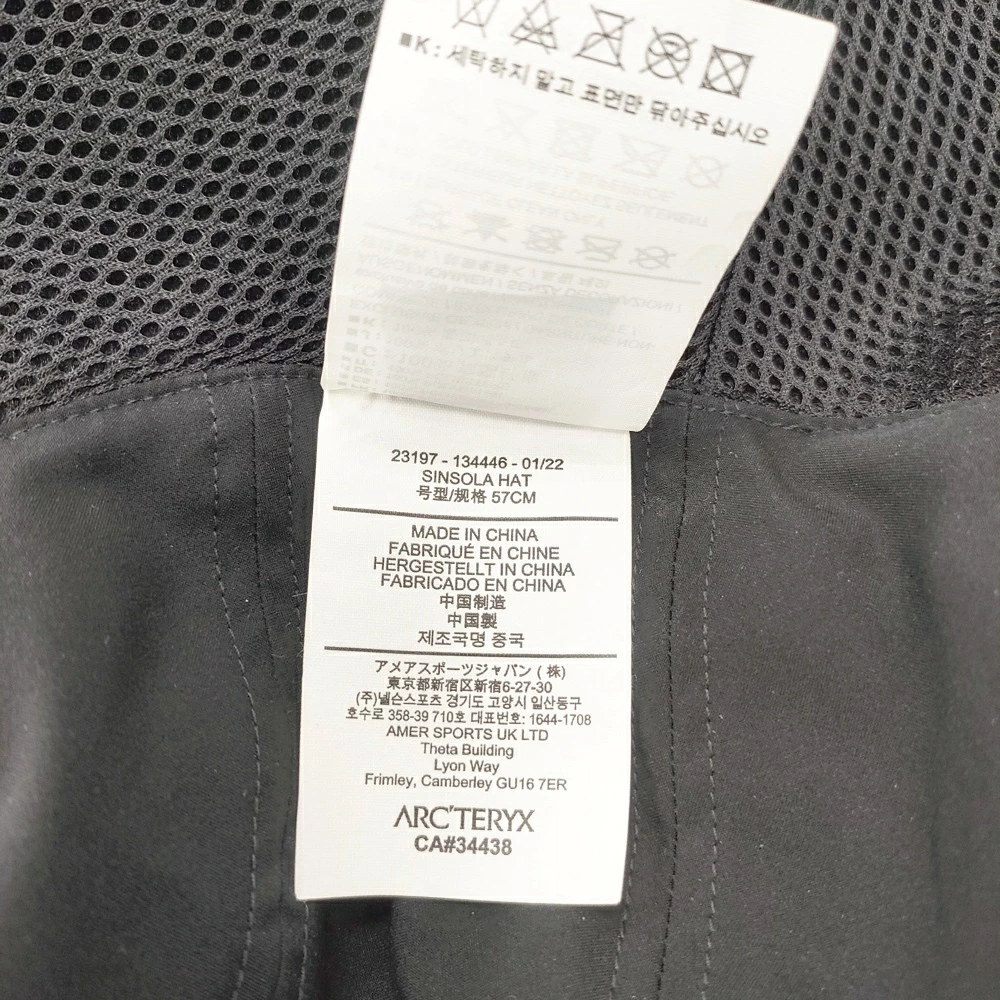 ■K : 세탁하지 말고 표면만 닦아주십시오
23197 - 134446 - 01/22
SINSOLA HAT
号型/规格 57CM
MADE IN CHINA
FABRIQUÉ EN CHINE
HERGESTELLT IN CHINA
FABRICADO EN CHINA
中国制造
中国製
제조국명 중국
アメアスポーツジャパン ( 株)
東京都新宿区新宿6-27-30
(주)넬슨스포츠 경기도 고양시 일산동구
호수로 358-39 710호 대표번호: 1644-1708
AMER SPORTS UK LTD
Theta Building
Lyon Way
Frimley, Camberley GU16 7ER
ARC'TERYX
CA#34438